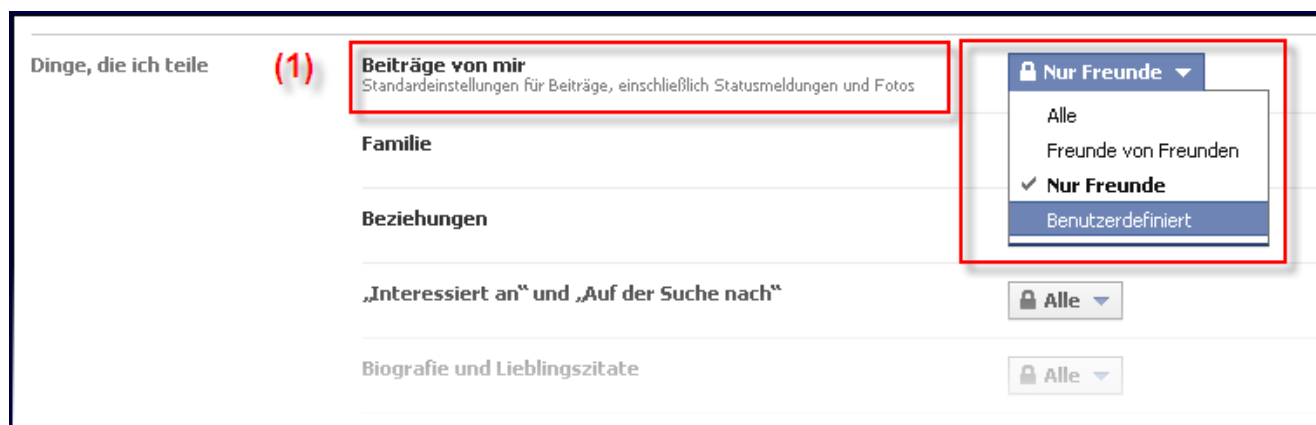 Dinge, die ich teile
(1)
Beiträge von mir
Standardeinstellungen für Beiträge, einschließlich Statusmeldungen und Fotos
Nur Freunde
Alle
Freunde von Freunden
Nur Freunde
Benutzerdefiniert
Familie
Beziehungen
„Interessiert an“ und „Auf der Suche nach“
Alle
Biografie und Lieblingszitate
Alle